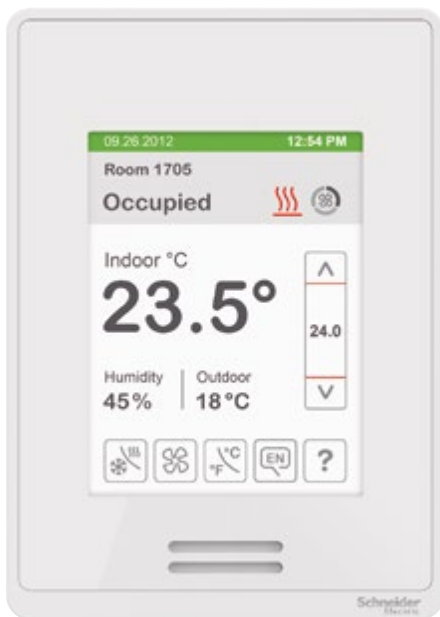 09.26.2012 12:54 PM
Room 1705
Occupied
Indoor °C
23.5°
24.0
Humidity
45%
Outdoor
18°C
°F °C
EN
?
Schneider
Electric